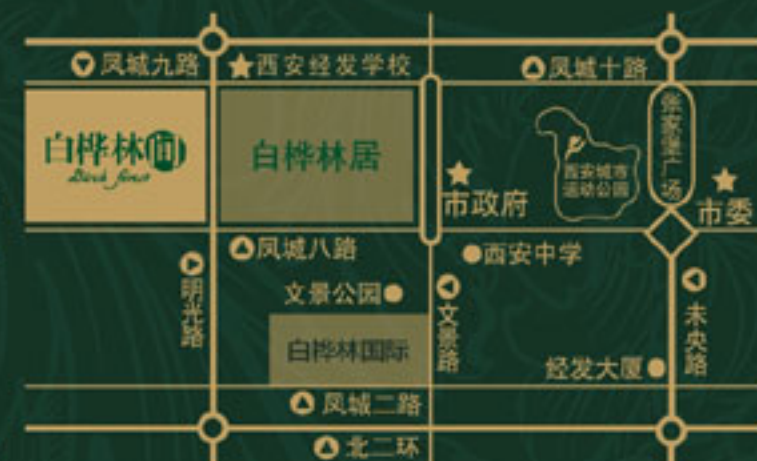 凤城九路
西安经发学校
凤城十路
白桦林间
Birch forest
白桦林居
张家堡广场
西安城市
运动公园
市政府
市委
凤城八路
西安中学
明光路
文景公园
文景路
未央路
白桦林国际
经发大厦
凤城二路
北二环